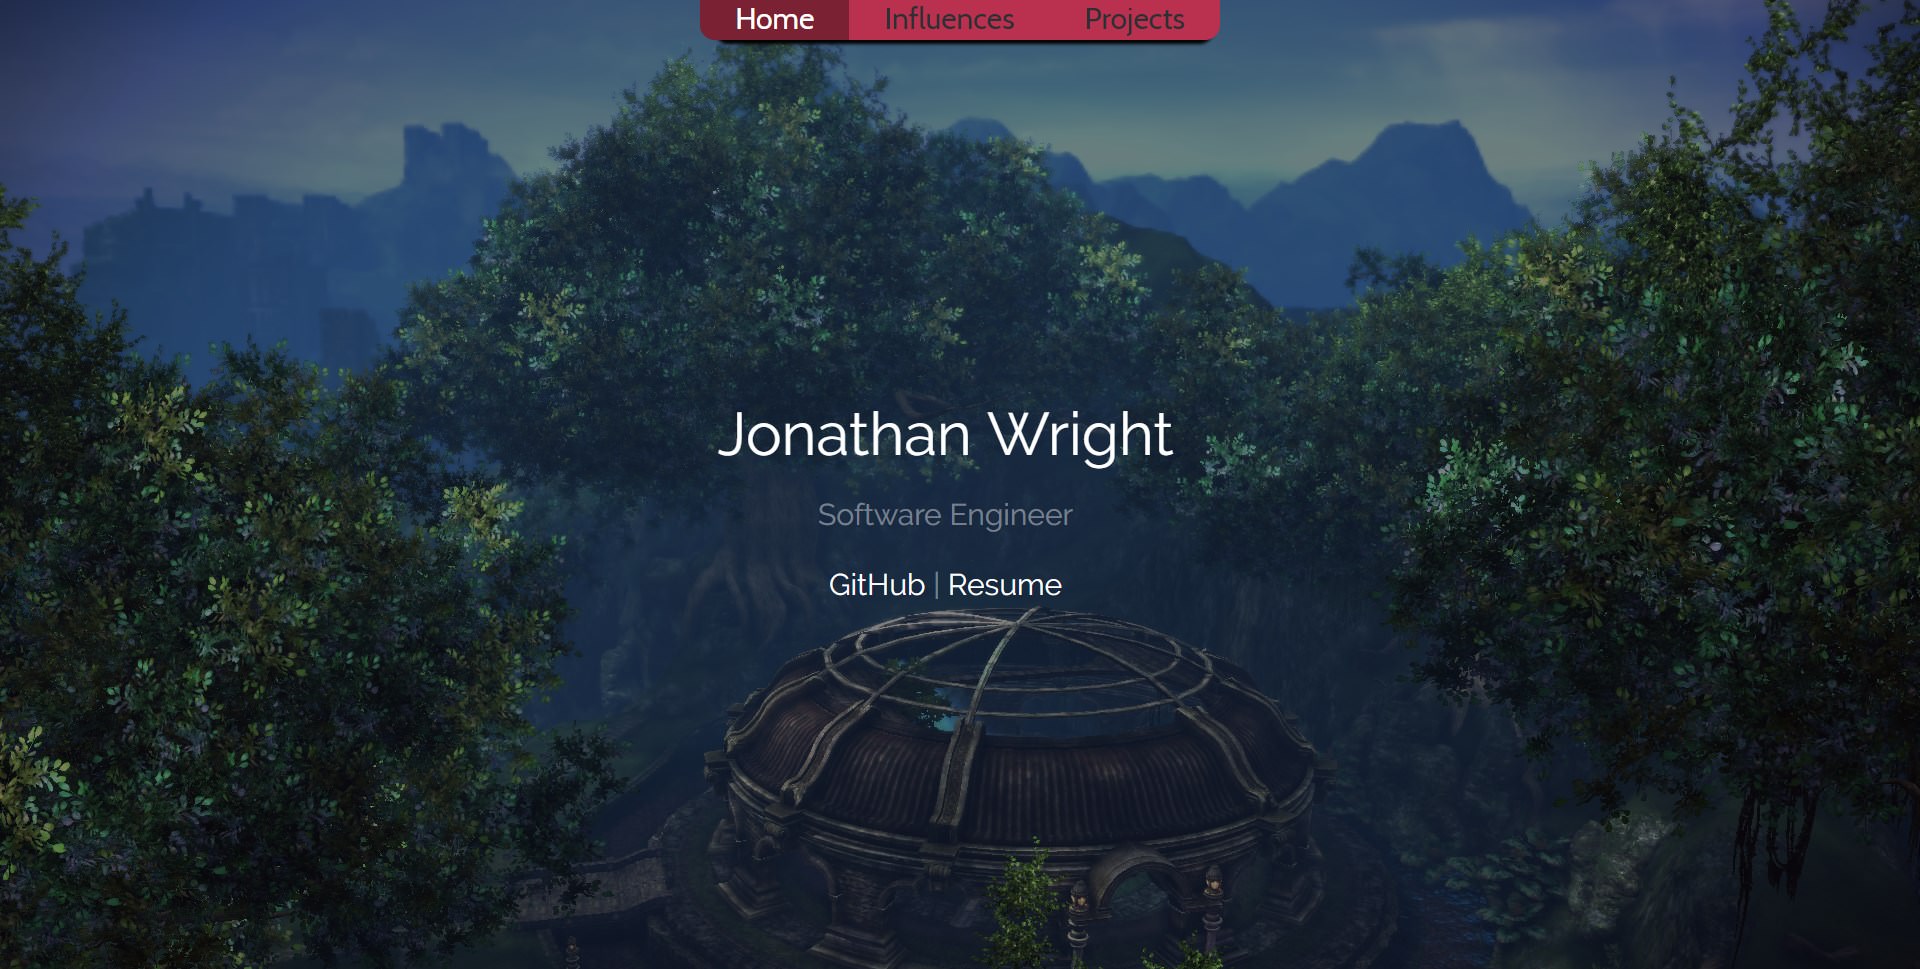 Home Influences Projects
Jonathan Wright
Software Engineer
GitHub | Resume